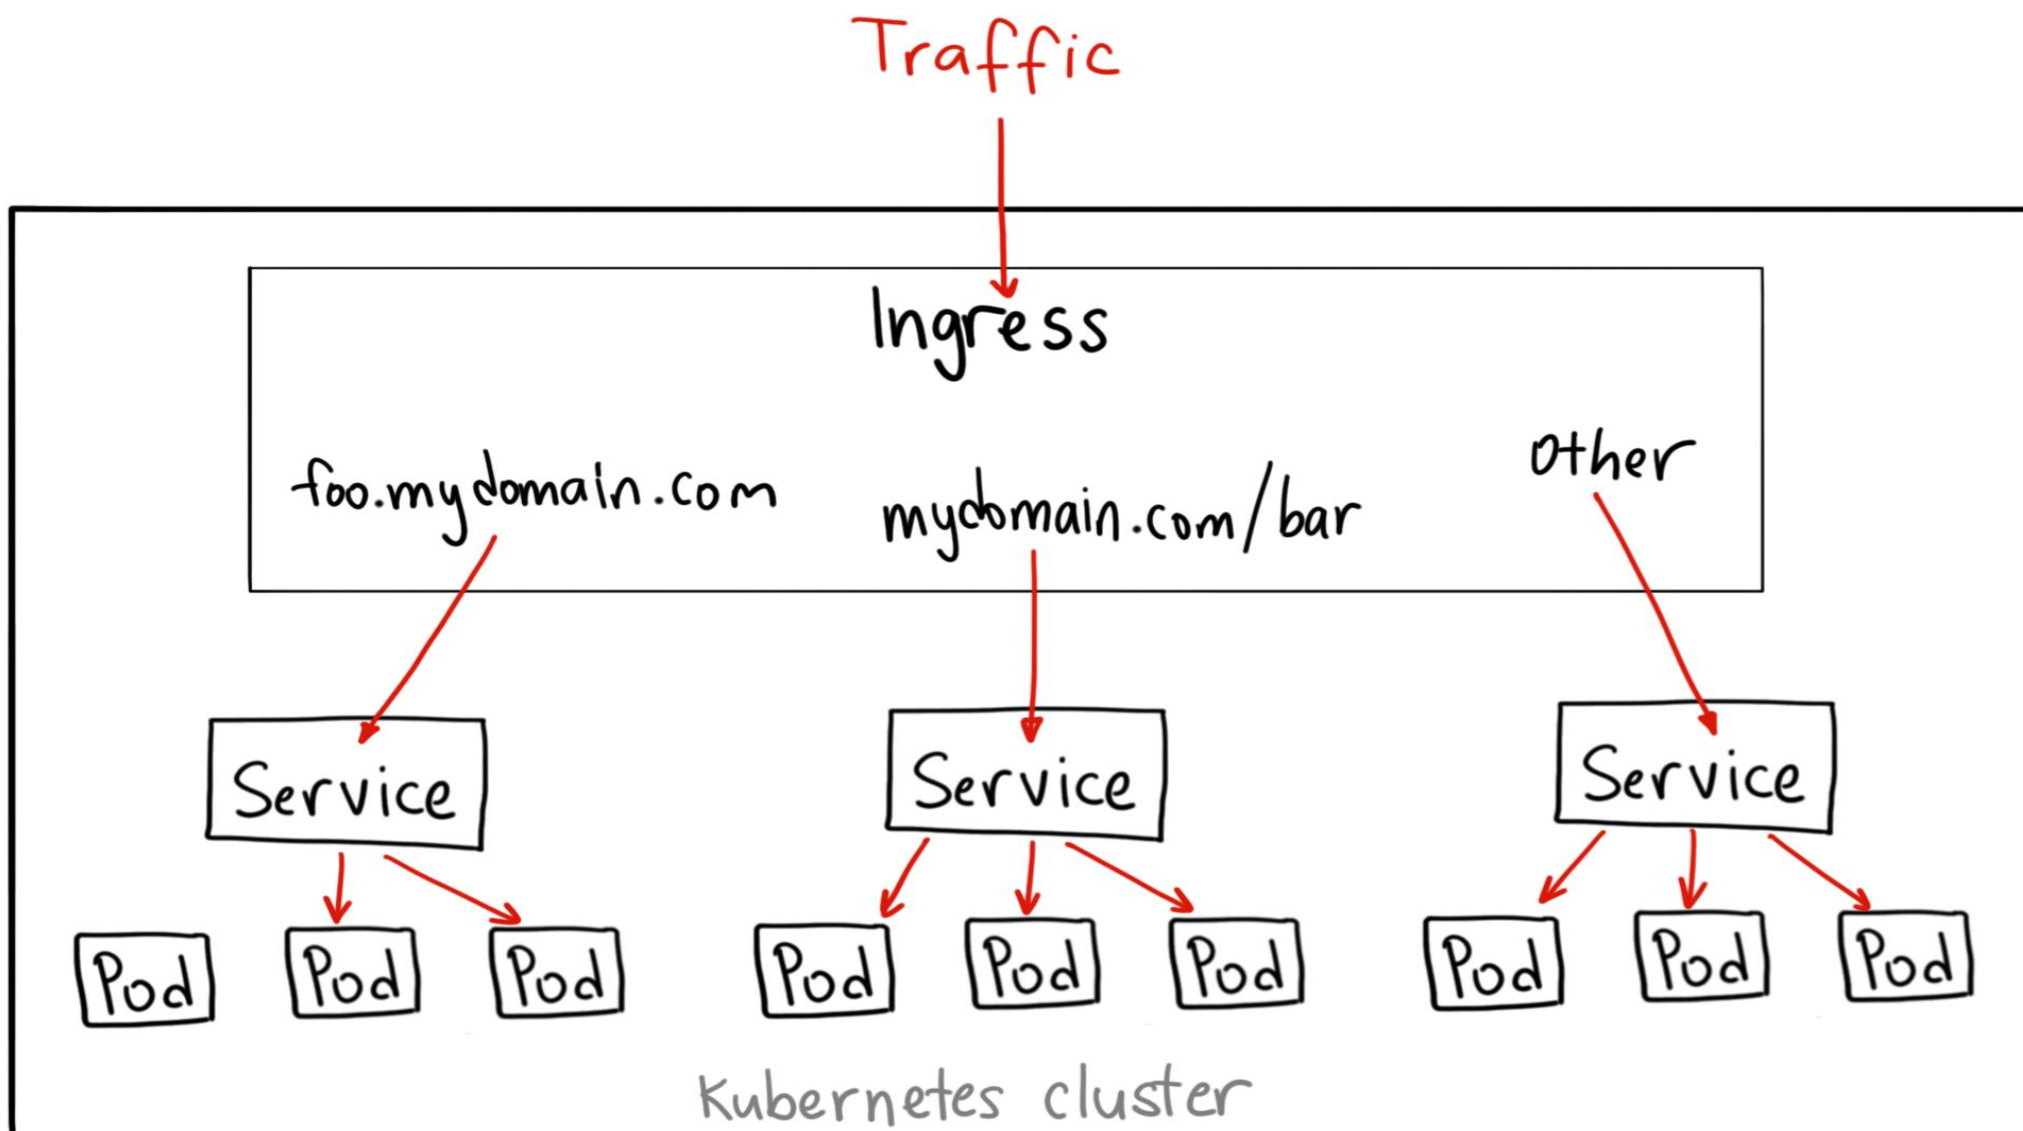 Traffic
Ingress
foo.mydomain.com
mydomain.com/bar
other
Service
Service
Service
Pod
Pod
Pod
Pod
Pod
Pod
Pod
Pod
Pod
Kubernetes cluster